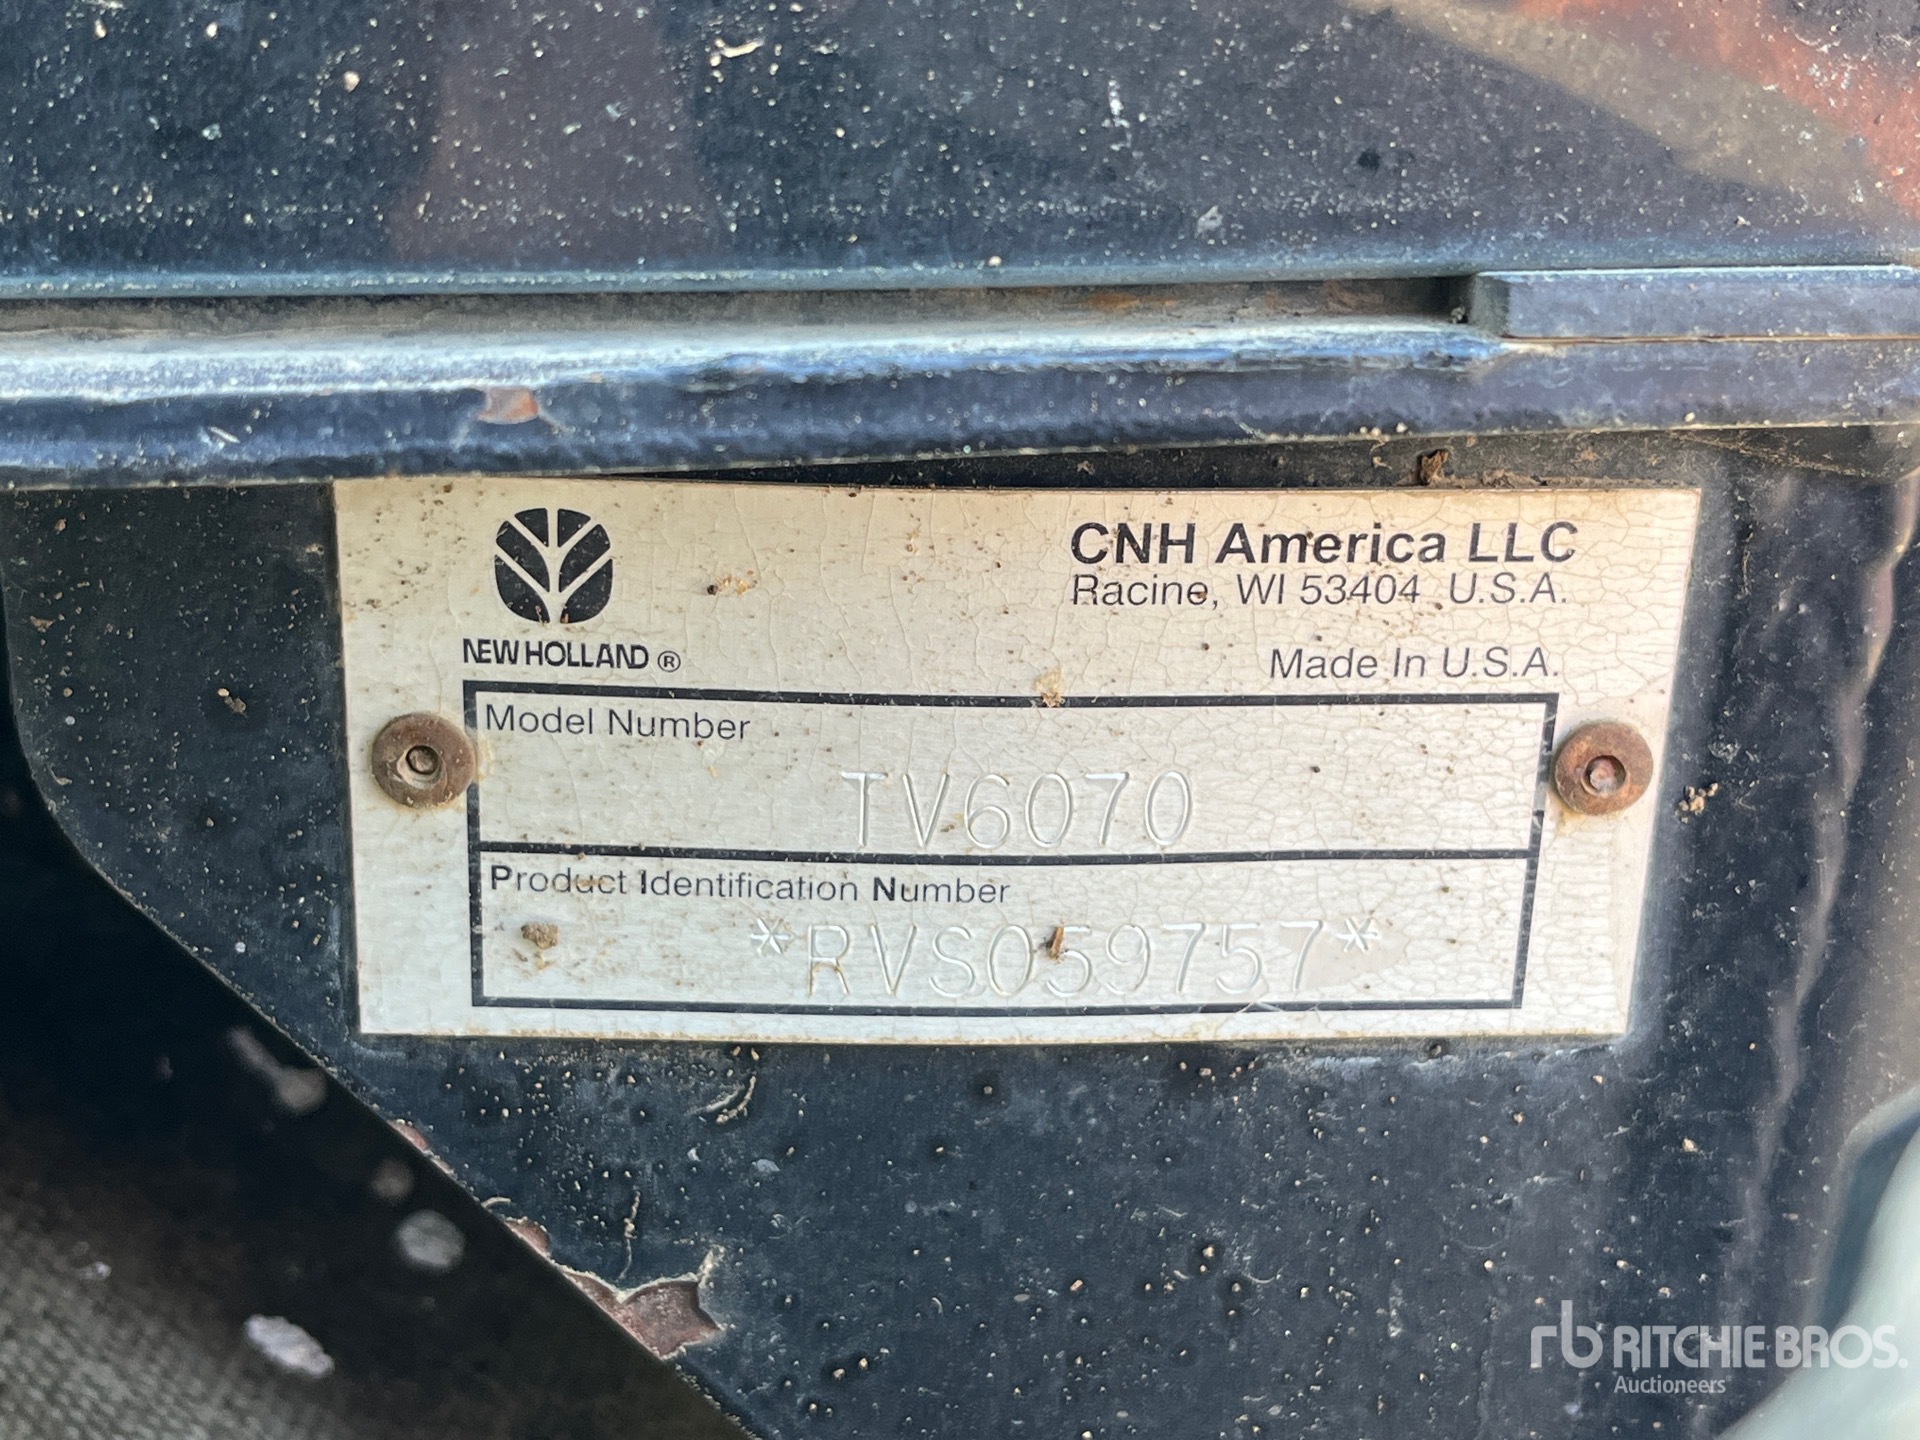 CNH America LLC
Racine, WI 53404 U.S.A.
NEW HOLLAND ®
Made In U.S.A.
Model Number
TV6070
Product Identification Number
*RVS059757*
rb RITCHIE BROS.
Auctioneers